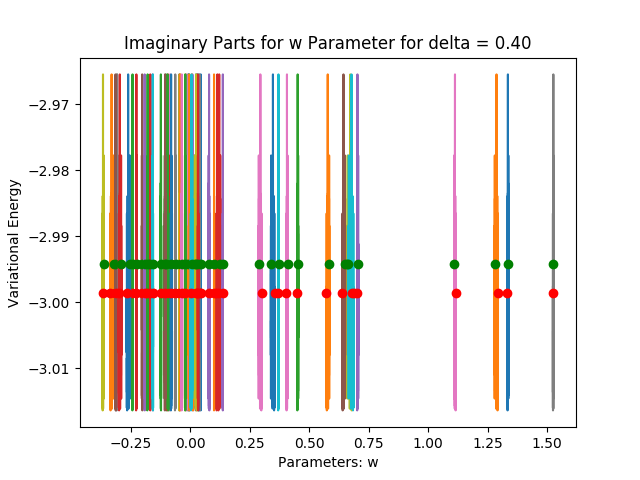 Imaginary Parts for w Parameter for delta = 0.40
Variational Energy
−2.97
−2.98
−2.99
−3.00
−3.01
−0.25 0.00 0.25 0.50 0.75 1.00 1.25 1.50
Parameters: w